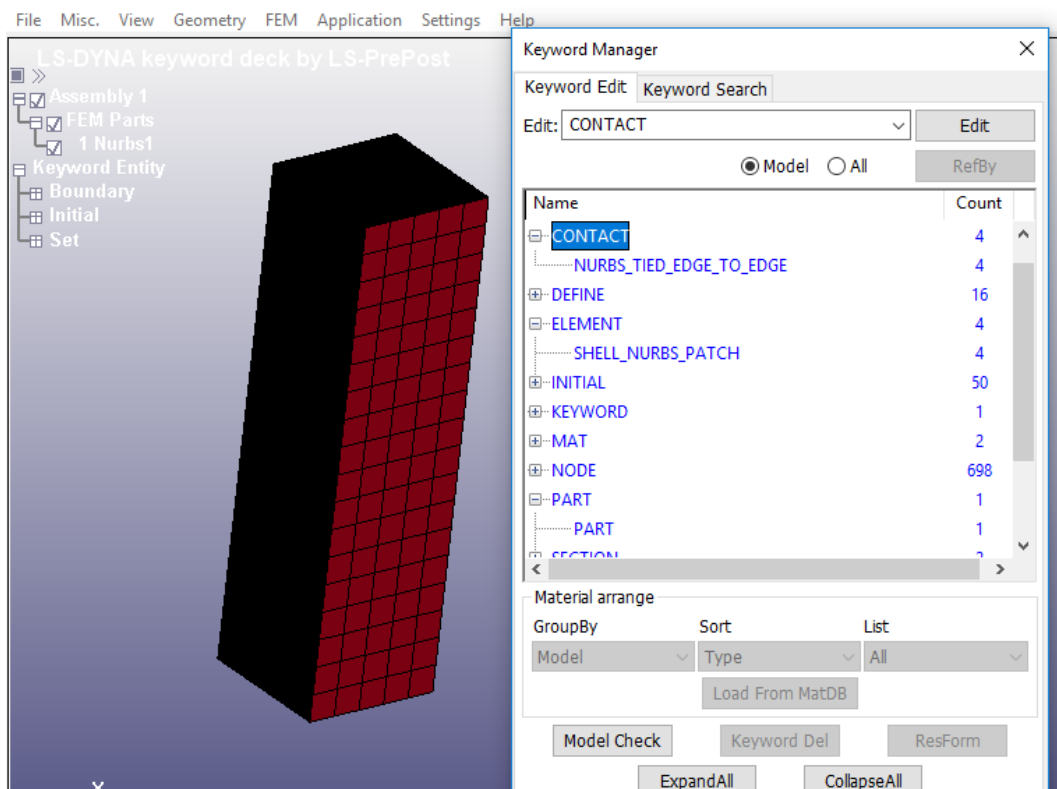 File Misc. View Geometry FEM Application Settings Help
LS-DYNA keyword deck by LS-PrePost
Assembly 1
FEM Parts
1 Nurbs1
Keyword Entity
Boundary
Initial
Set
X
Keyword Manager
Keyword Edit Keyword Search
Edit: CONTACT Edit
Model All RefBy
Name Count
CONTACT 4
NURBS_TIED_EDGE_TO_EDGE 4
DEFINE 16
ELEMENT 4
SHELL_NURBS_PATCH 4
INITIAL 50
KEYWORD 1
MAT 2
NODE 698
PART 1
PART 1
SECTION 2
Material arrange
GroupBy Sort List
Model Type All
Load From MatDB
Model Check Keyword Del ResForm
ExpandAll CollapseAll